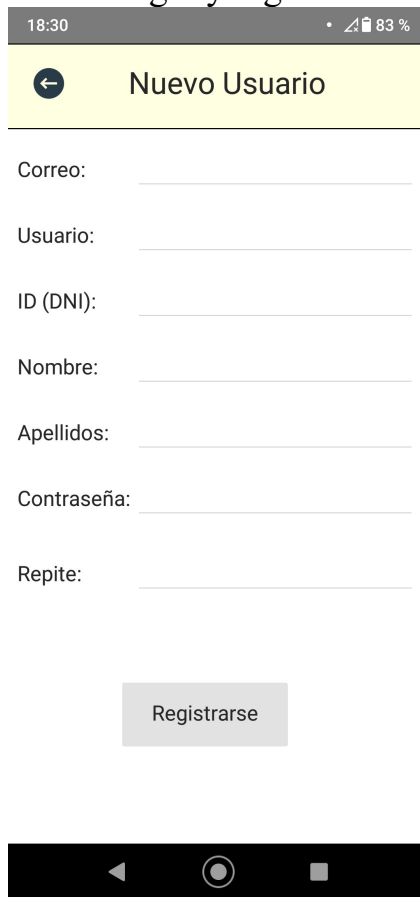 18:30 83 %
Nuevo Usuario
Correo:
Usuario:
ID (DNI):
Nombre:
Apellidos:
Contraseña:
Repite:
Registrarse